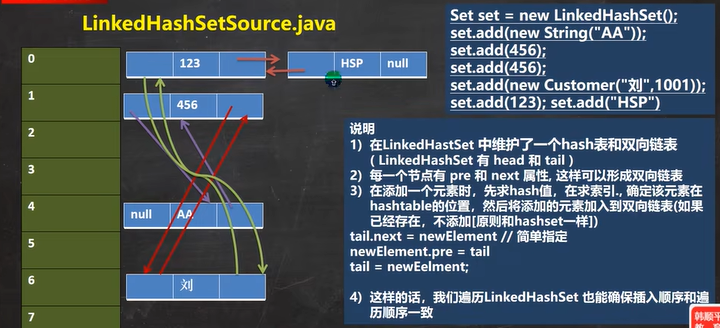 LinkedHashSetSource.java
Set set = new LinkedHashSet();
set.add(new String("AA"));
set.add(456);
set.add(456);
set.add(new Customer("刘",1001));
set.add(123); set.add("HSP")
0
123
HSP
null
1
456
2
3
4
null
AA
5
6
刘
7
说明
1) 在LinkedHastSet 中维护了一个hash表和双向链表
( LinkedHashSet 有 head 和 tail )
2) 每一个节点有 pre 和 next 属性, 这样可以形成双向链表
3) 在添加一个元素时，先求hash值，在求索引., 确定该元素在
hashtable的位置，然后将添加的元素加入到双向链表(如果
已经存在，不添加[原则和hashset一样])
tail.next = newElement // 简单指定
newElement.pre = tail
tail = newEelment;
4) 这样的话，我们遍历LinkedHashSet 也能确保插入顺序和遍
历顺序一致
韩顺平